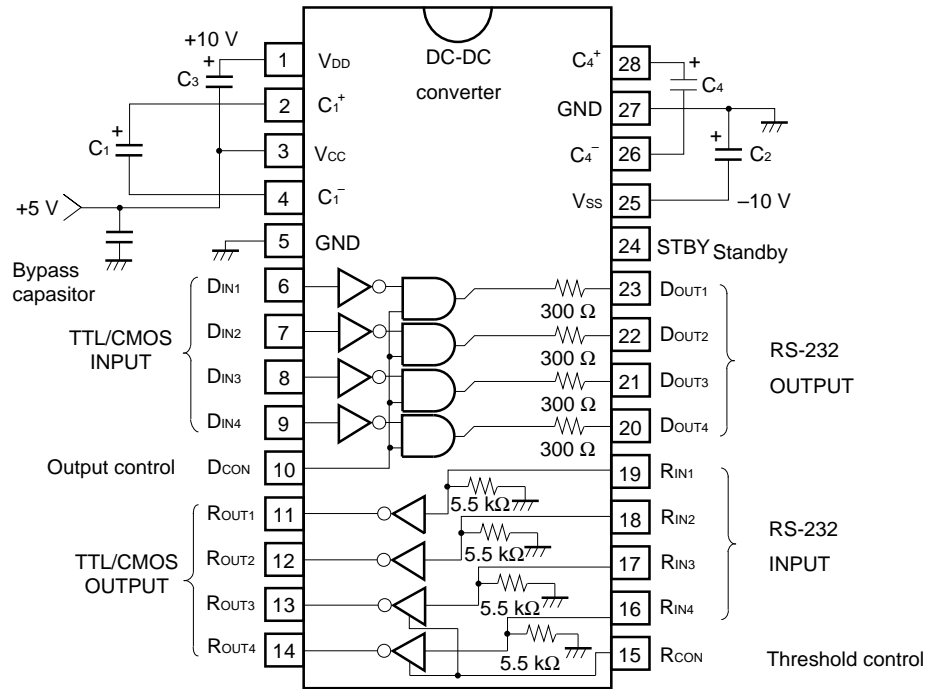 +10 V
+
C3
1
VDD
DC-DC
converter
C4+
28
+
C4
2
C1+
GND
27
+
C1
3
VCC
C4−
26
+
C2
4
C1−
VSS
25
–10 V
+5 V
5
GND
24
STBY
Standby
Bypass
capasitor
DIN1
6
23
DOUT1
300 Ω
TTL/CMOS
INPUT
DIN2
7
22
DOUT2
300 Ω
RS-232
OUTPUT
DIN3
8
21
DOUT3
300 Ω
DIN4
9
20
DOUT4
300 Ω
Output control
DCON
10
19
RIN1
5.5 kΩ
ROUT1
11
18
RIN2
5.5 kΩ
TTL/CMOS
OUTPUT
ROUT2
12
17
RIN3
5.5 kΩ
RS-232
INPUT
ROUT3
13
16
RIN4
5.5 kΩ
ROUT4
14
15
RCON
Threshold control